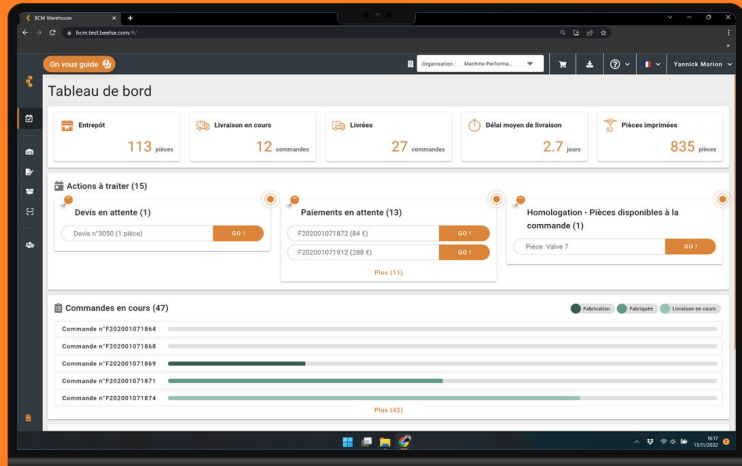 BCM Warehouse
bcm.test.beelse.com/#/
On vous guide
Organisation : Machine Performa...
Yannick Marion
Tableau de bord
Entrepôt
113 pièces
Livraison en cours
12 commandes
Livrées
27 commandes
Délai moyen de livraison
2.7 jours
3D
Pièces imprimées
835 pièces
Actions à traiter (15)
Devis en attente (1)
Devis n°3050 (1 pièce) GO !
Paiements en attente (13)
F202001071872 (84 €) GO !
F202001071912 (288 €) GO !
Plus (11)
Homologation - Pièces disponibles à la
commande (1)
Pièce Valve 7 GO !
Commandes en cours (47)
Fabrication Fabriquée Livraison en cours
Commande n°F202001071864
Commande n°F202001071868
Commande n°F202001071869
Commande n°F202001071871
Commande n°F202001071874
Plus (42)
16:17
13/11/2022